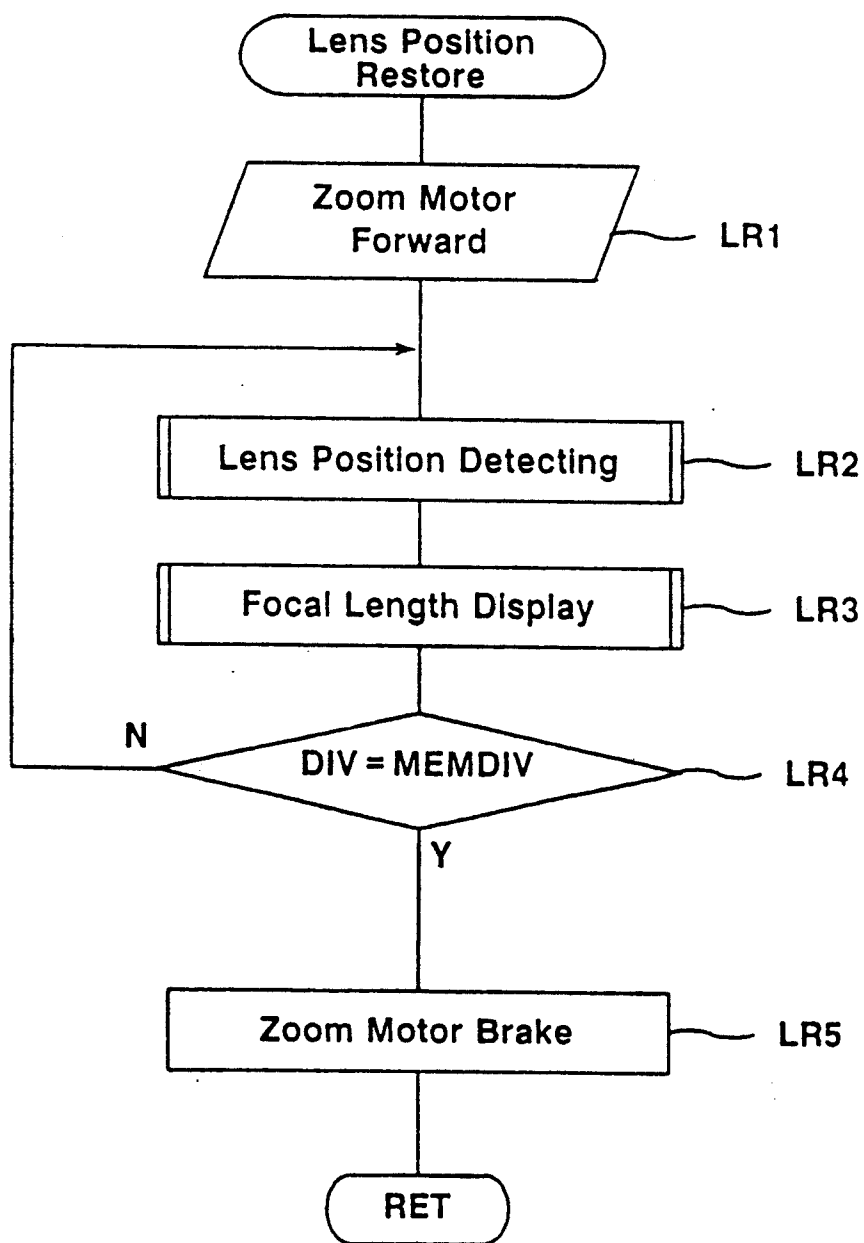 Lens Position
Restore
Zoom Motor
Forward
LR1
Lens Position Detecting
LR2
Focal Length Display
LR3
N
DIV = MEMDIV
LR4
Y
Zoom Motor Brake
LR5
RET